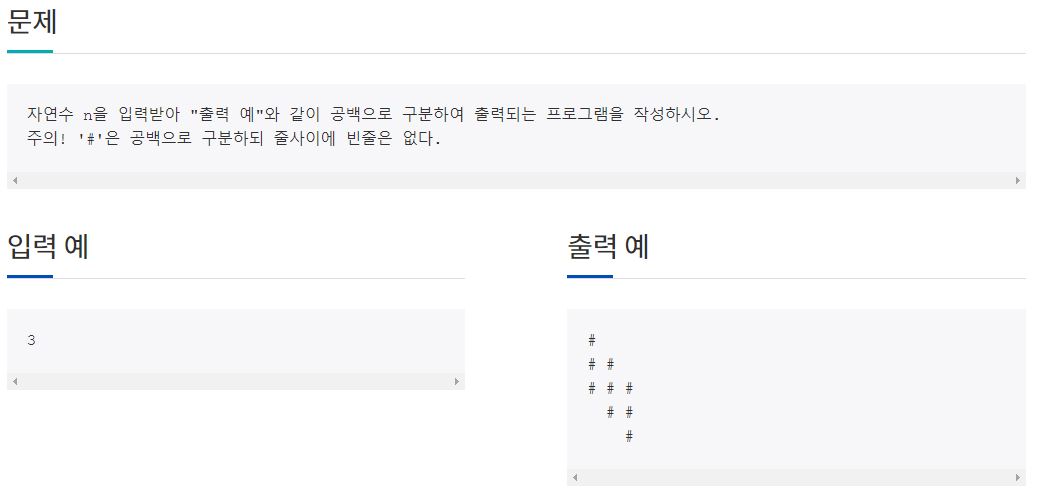 문제
자연수 n을 입력받아 "출력 예"와 같이 공백으로 구분하여 출력되는 프로그램을 작성하시오.
주의! '#'은 공백으로 구분하되 줄사이에 빈줄은 없다.
입력 예
3
출력 예
#
# #
# # #
  # #
    #